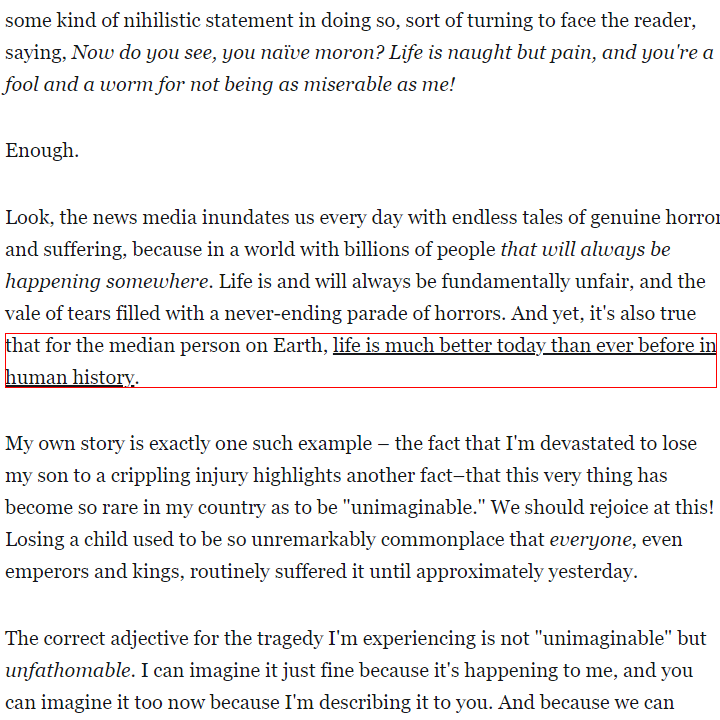 some kind of nihilistic statement in doing so, sort of turning to face the reader,
saying, Now do you see, you naïve moron? Life is naught but pain, and you're a
fool and a worm for not being as miserable as me!
Enough.
Look, the news media inundates us every day with endless tales of genuine horror
and suffering, because in a world with billions of people that will always be
happening somewhere. Life is and will always be fundamentally unfair, and the
vale of tears filled with a never-ending parade of horrors. And yet, it's also true
that for the median person on Earth, life is much better today than ever before in
human history.
My own story is exactly one such example – the fact that I'm devastated to lose
my son to a crippling injury highlights another fact–that this very thing has
become so rare in my country as to be "unimaginable." We should rejoice at this!
Losing a child used to be so unremarkably commonplace that everyone, even
emperors and kings, routinely suffered it until approximately yesterday.
The correct adjective for the tragedy I'm experiencing is not "unimaginable" but
unfathomable. I can imagine it just fine because it's happening to me, and you
can imagine it too now because I'm describing it to you. And because we can